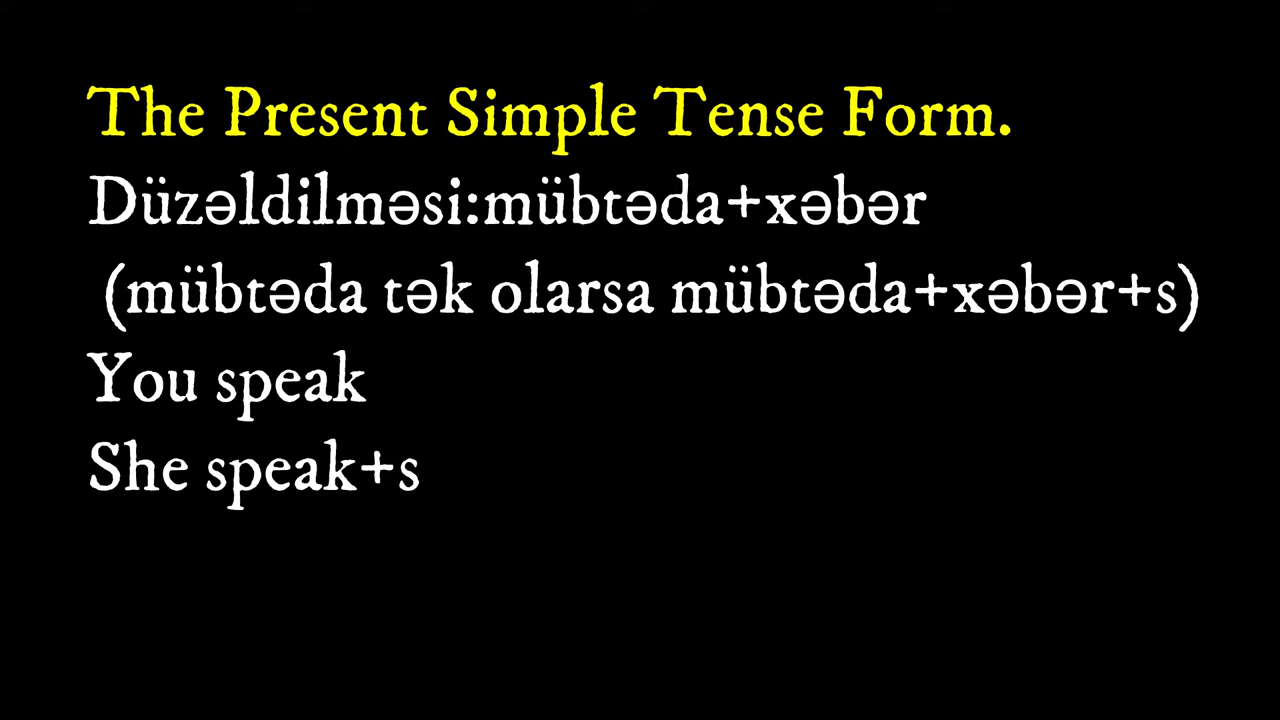 The Present Simple Tense Form.
Düzəldilməsi:mübtəda+xəbər
(mübtəda tək olarsa mübtəda+xəbər+s)
You speak
She speak+s